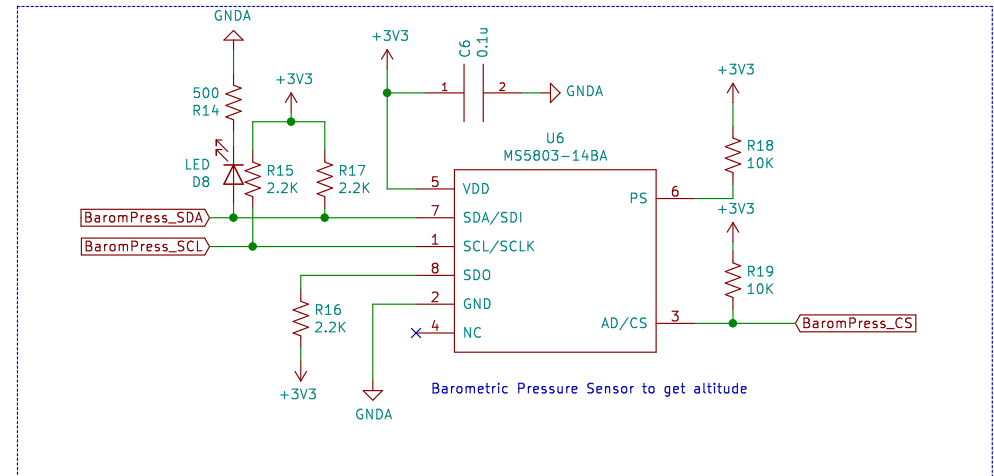 GNDA
500
R14
+3V3
LED
D8
R15
2.2K
R17
2.2K
BaromPress_SDA
BaromPress_SCL
+3V3
C6
0.1u
1
2
GNDA
U6
MS5803-14BA
5
VDD
7
SDA/SDI
1
SCL/SCLK
8
SDO
2
GND
4
NC
PS
6
AD/CS
3
+3V3
R18
10K
+3V3
R19
10K
BaromPress_CS
R16
2.2K
+3V3
GNDA
Barometric Pressure Sensor to get altitude